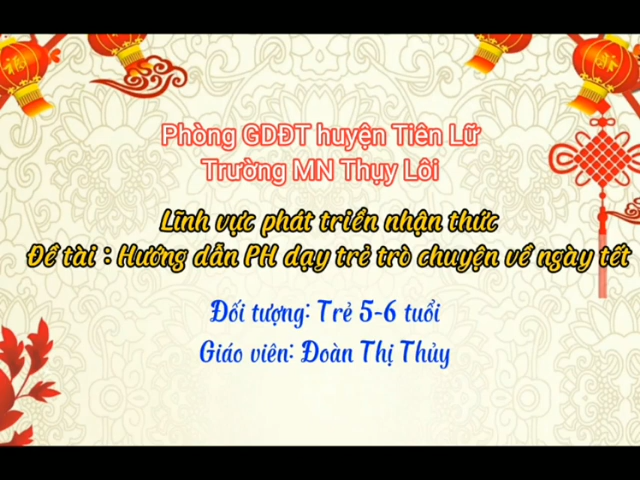 Phòng GDĐT huyện Tiên Lữ
Trường MN Thụy Lôi
Lĩnh vực phát triển nhận thức
Đề tài : Hướng dẫn PH dạy trẻ trò chuyện về ngày tết
Đối tượng: Trẻ 5-6 tuổi
Giáo viên: Đoàn Thị Thủy